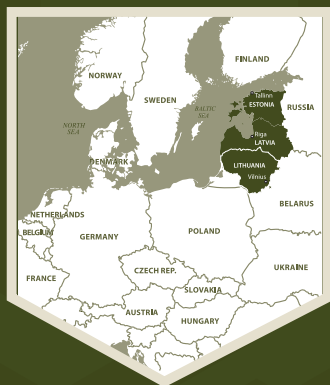 NORWAY
FINLAND
SWEDEN
NORTH
SEA
BALTIC
SEA
Tallinn
ESTONIA
RUSSIA
Riga
LATVIA
DENMARK
LITHUANIA
Vilnius
BELARUS
NETHERLANDS
BELGIUM
GERMANY
POLAND
UKRAINE
FRANCE
CZECH REP.
SLOVAKIA
AUSTRIA
HUNGARY